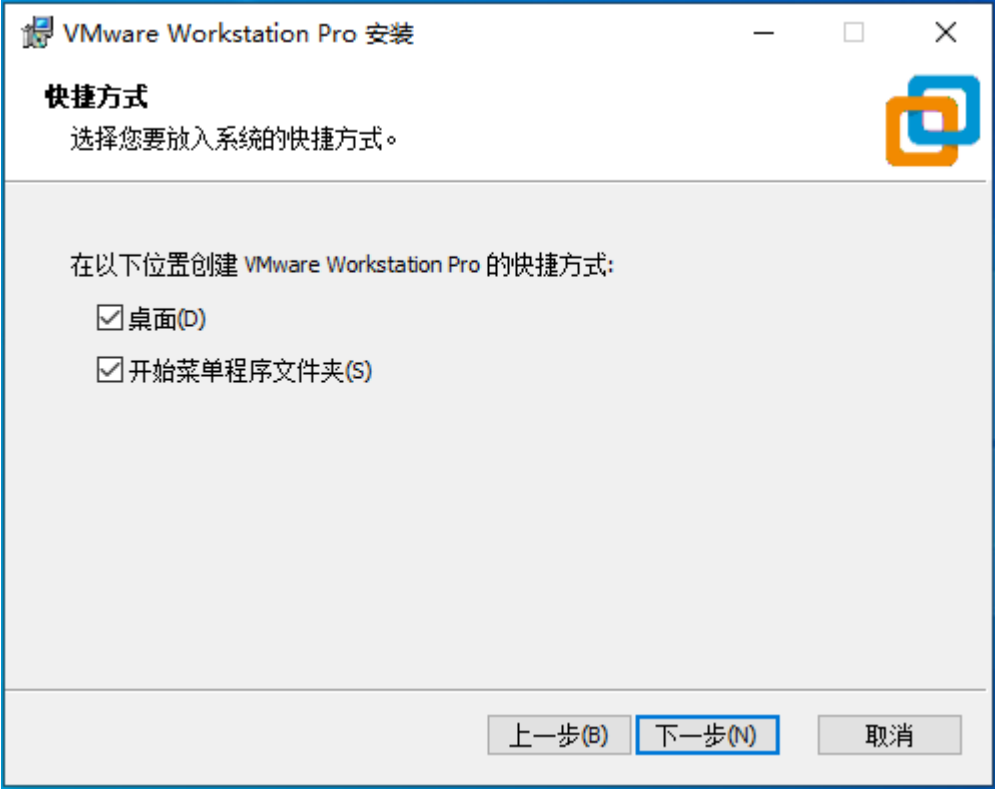 VMware Workstation Pro 安装
快捷方式
选择您要放入系统的快捷方式。
在以下位置创建 VMware Workstation Pro 的快捷方式:
桌面(D)
开始菜单程序文件夹(S)
上一步(B) 下一步(N) 取消